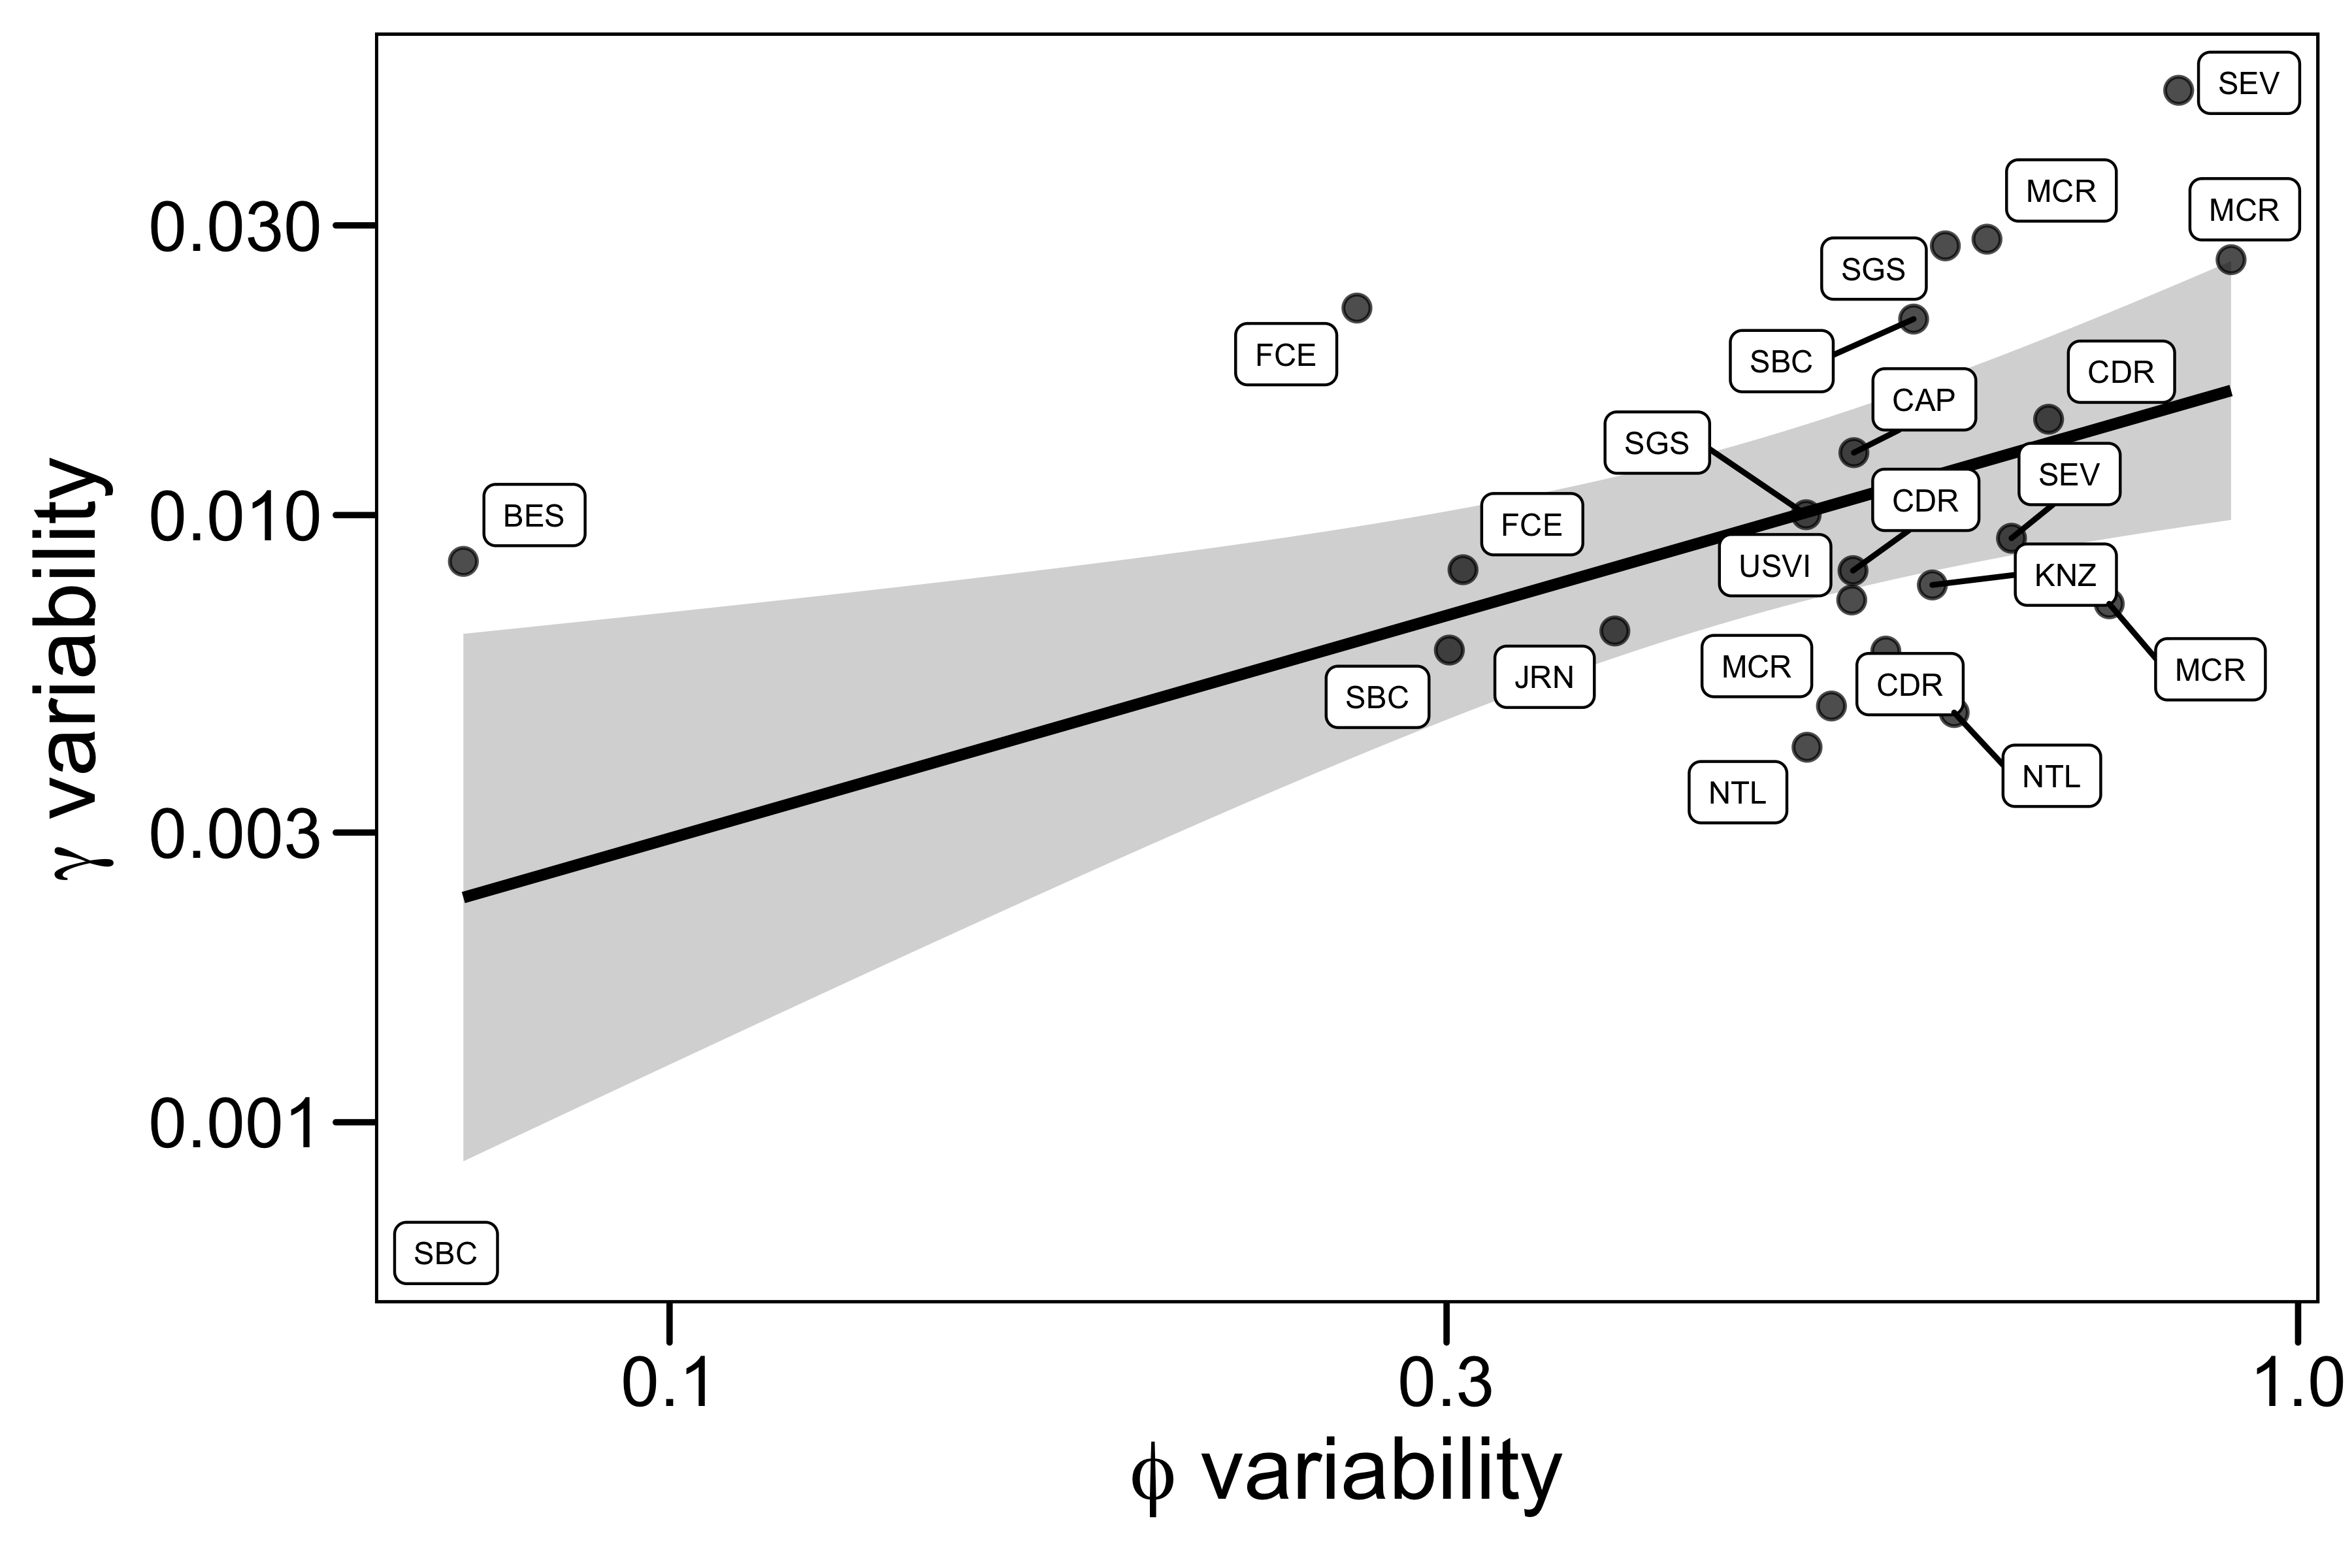 SEV
MCR
MCR
0.030
SGS
FCE
SBC
CDR
CAP
SGS
SEV
CDR
BES
0.010
FCE
USVI
KNZ
MCR
MCR
JRN
CDR
SBC
NTL
NTL
0.003
γ variability
0.001
SBC
0.1
0.3
1.0
ϕ variability